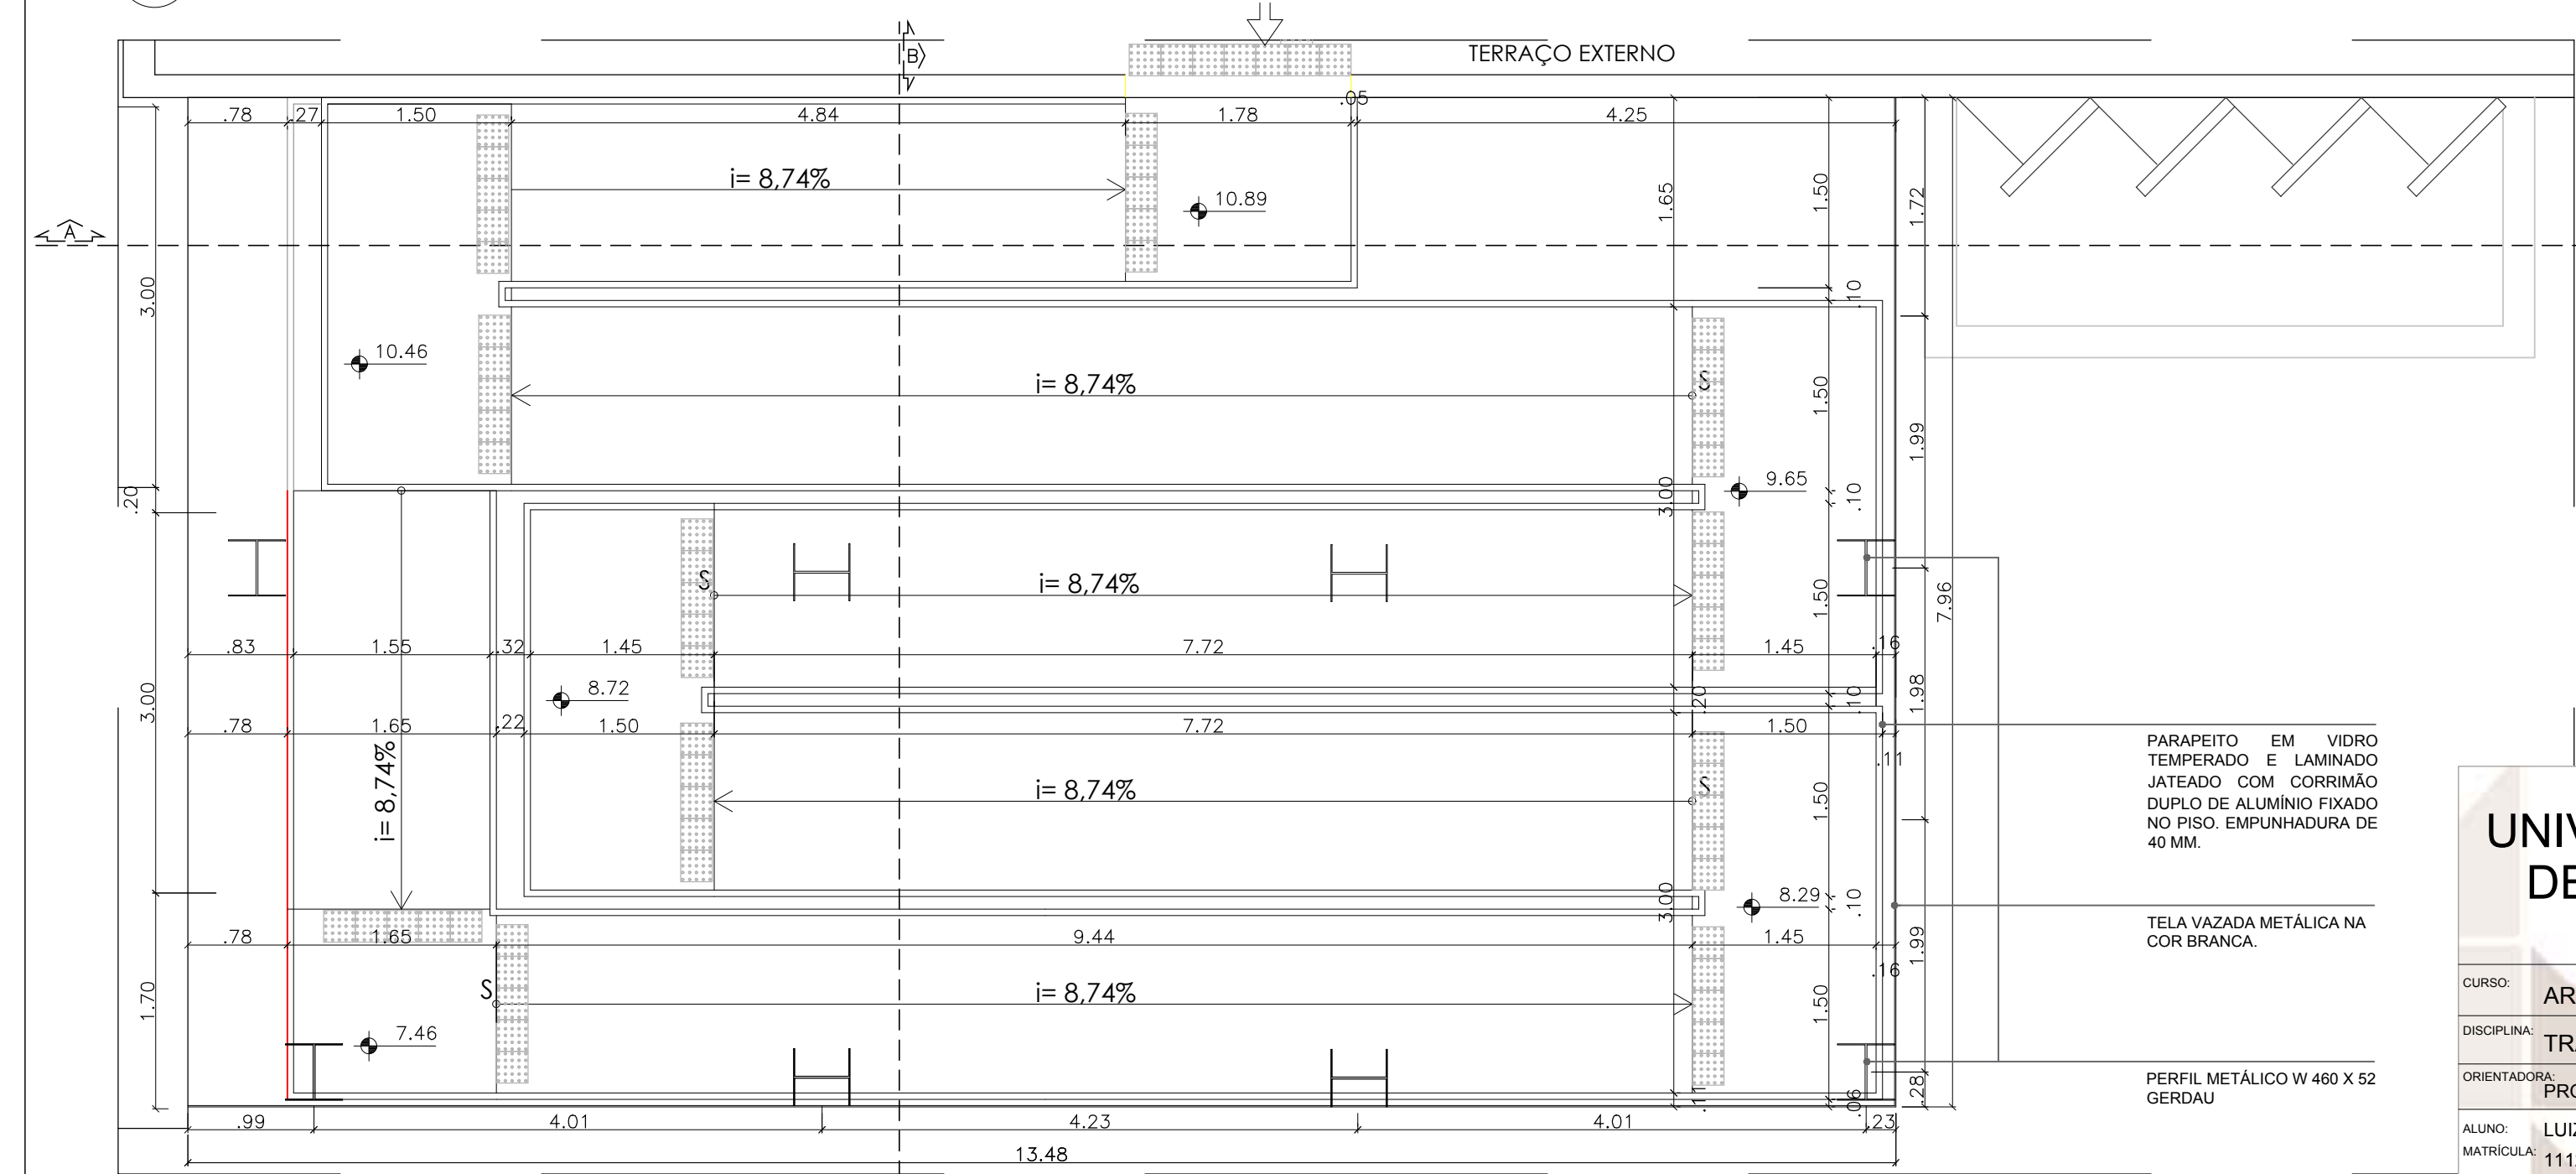 B
TERRAÇO EXTERNO
.78 .27 1.50 4.84 1.78 .05 4.25
i= 8,74%
10.89
1.65
1.50
1.72
A
3.00
.10
10.46
i= 8,74%
S
1.50
1.99
9.65
.20
3.00
.10
S
i= 8,74%
1.50
7.96
.83 1.55 .32 1.45 7.72 1.45 .16
8.72
3.00
.20
.10
1.98
.78 1.65 .22 1.50 7.72 1.50
.11
i= 8,74%
i= 8,74%
S
1.50
PARAPEITO EM VIDRO
TEMPERADO E LAMINADO
JATEADO COM CORRIMÃO
DUPLO DE ALUMÍNIO FIXADO
NO PISO. EMPUNHADURA DE
40 MM.
8.29
3.00
.10
TELA VAZADA METÁLICA NA
COR BRANCA.
.78 1.65 9.44 1.45
.16
1.99
1.70
S
i= 8,74%
1.50
7.46
PERFIL METÁLICO W 460 X 52
GERDAU
.11
.06
.28
.99 4.01 4.23 4.01 .23
13.48
UNIV
DE
CURSO: AR
DISCIPLINA: TRA
ORIENTADORA: PRO
ALUNO: LUIZ
MATRÍCULA: 111